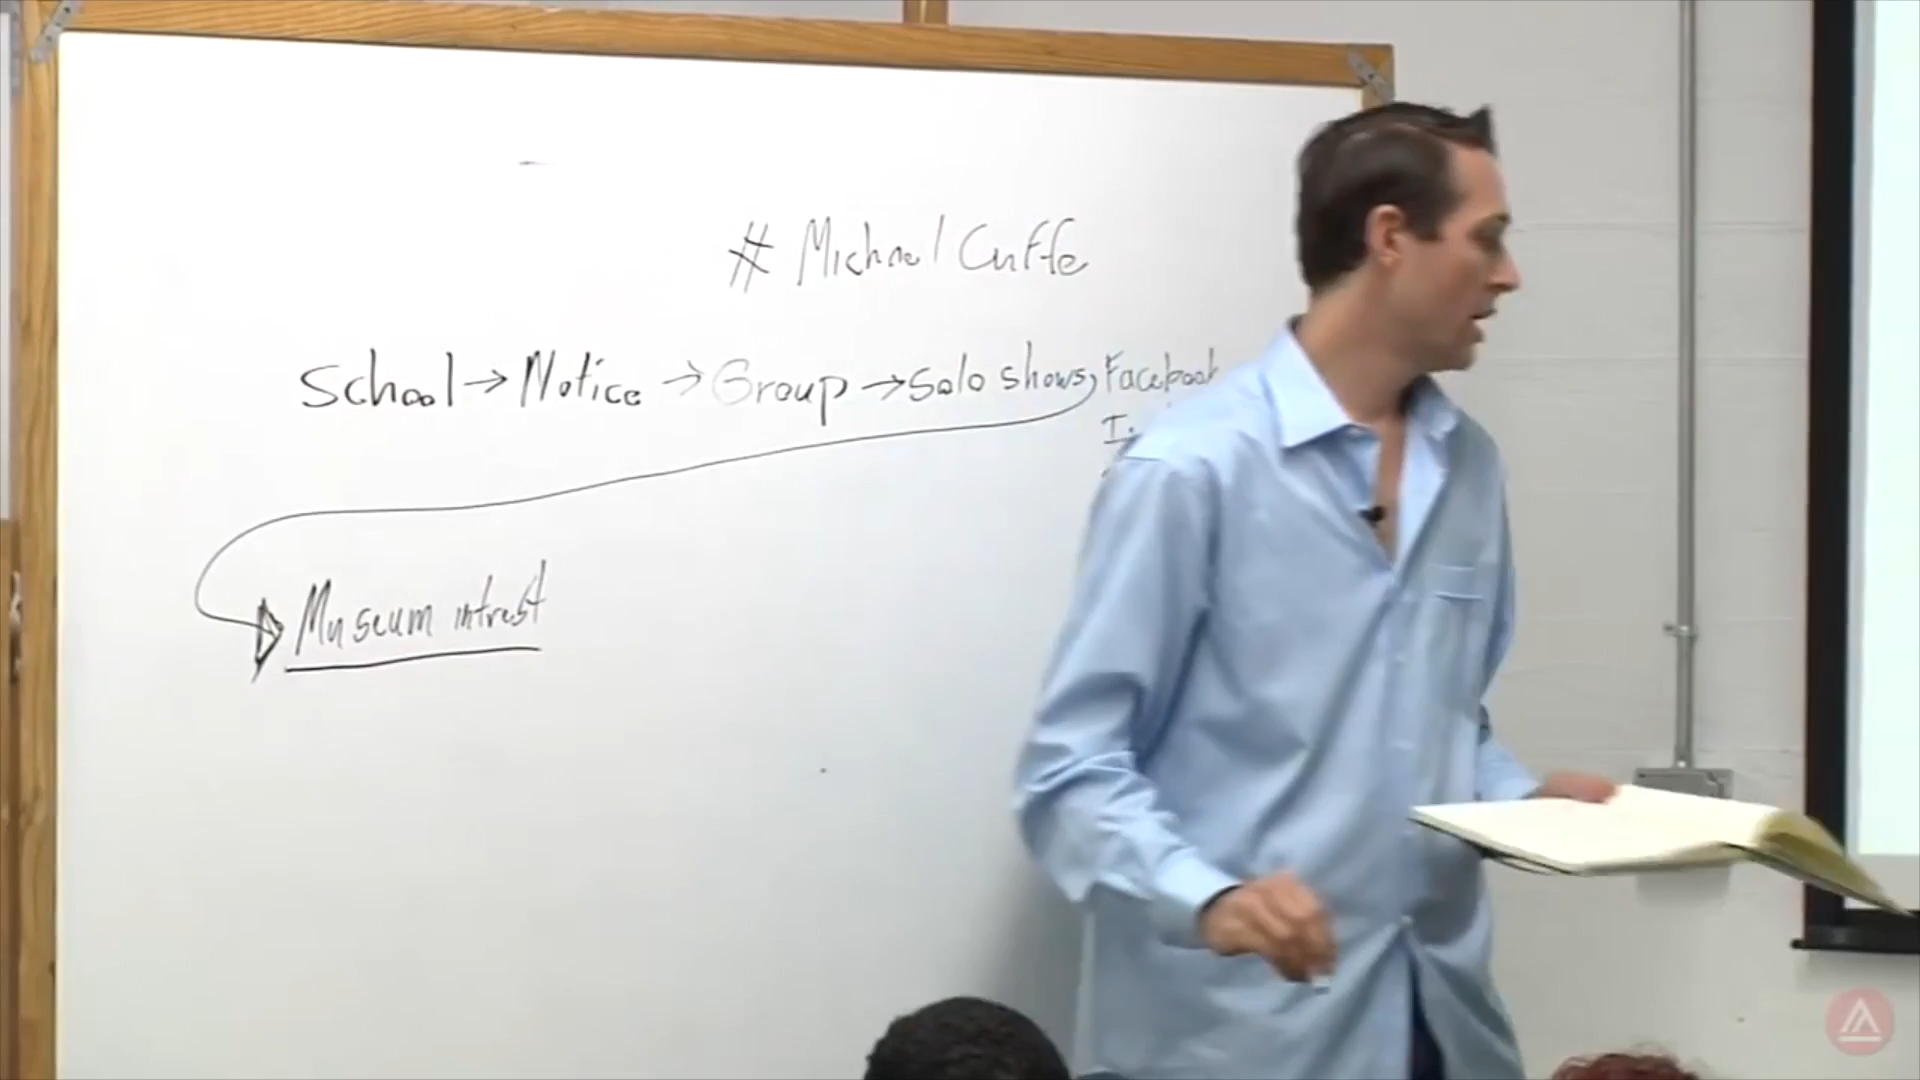 # Michael Cuffe
School → Notice → Group → Solo shows, Facebook
Museum intrest